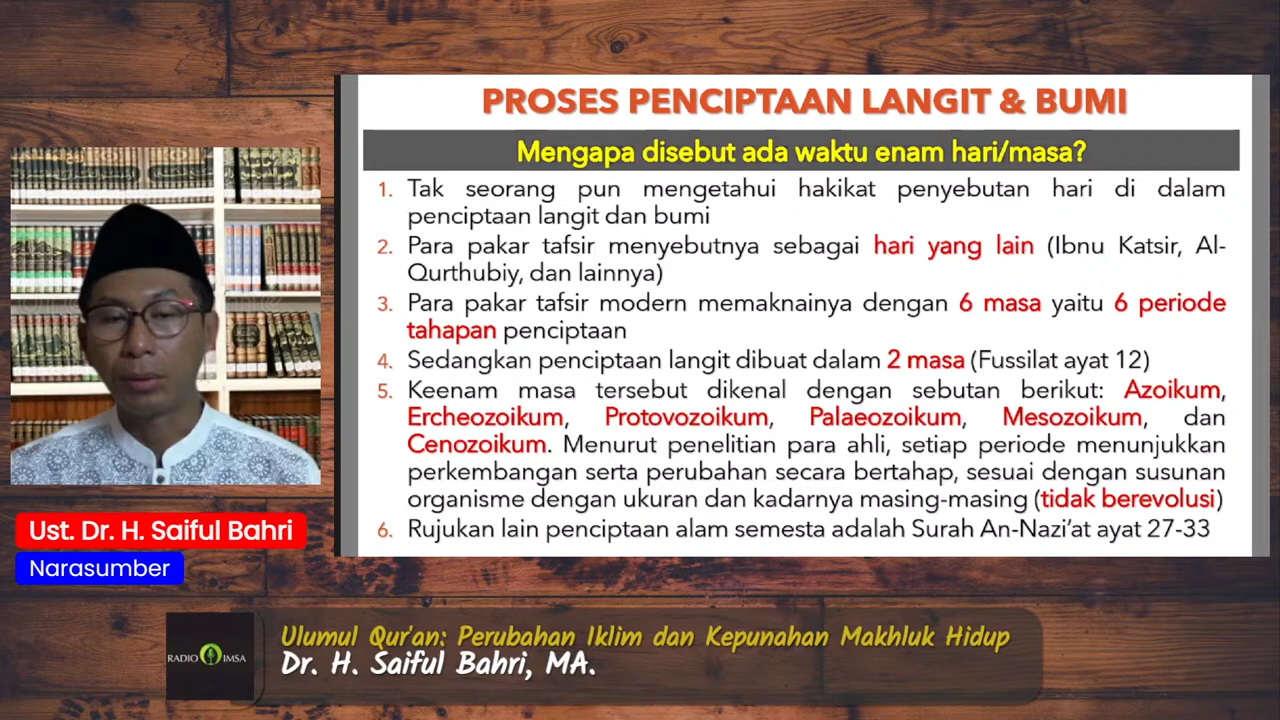 PROSES PENCIPTAAN LANGIT & BUMI
Mengapa disebut ada waktu enam hari/masa?
1. Tak seorang pun mengetahui hakikat penyebutan hari di dalam
penciptaan langit dan bumi
2. Para pakar tafsir menyebutnya sebagai hari yang lain (Ibnu Katsir, Al-
Qurthubiy, dan lainnya)
3. Para pakar tafsir modern memaknainya dengan 6 masa yaitu 6 periode
tahapan penciptaan
4. Sedangkan penciptaan langit dibuat dalam 2 masa (Fussilat ayat 12)
5. Keenam masa tersebut dikenal dengan sebutan berikut: Azoikum,
Ercheozoikum, Protovozoikum, Palaeozoikum, Mesozoikum, dan
Cenozoikum. Menurut penelitian para ahli, setiap periode menunjukkan
perkembangan serta perubahan secara bertahap, sesuai dengan susunan
organisme dengan ukuran dan kadarnya masing-masing (tidak berevolusi)
6. Rujukan lain penciptaan alam semesta adalah Surah An-Nazi’at ayat 27-33
Ust. Dr. H. Saiful Bahri
Narasumber
RADIO IMSA
Ulumul Qur'an: Perubahan Iklim dan Kepunahan Makhluk Hidup
Dr. H. Saiful Bahri, MA.